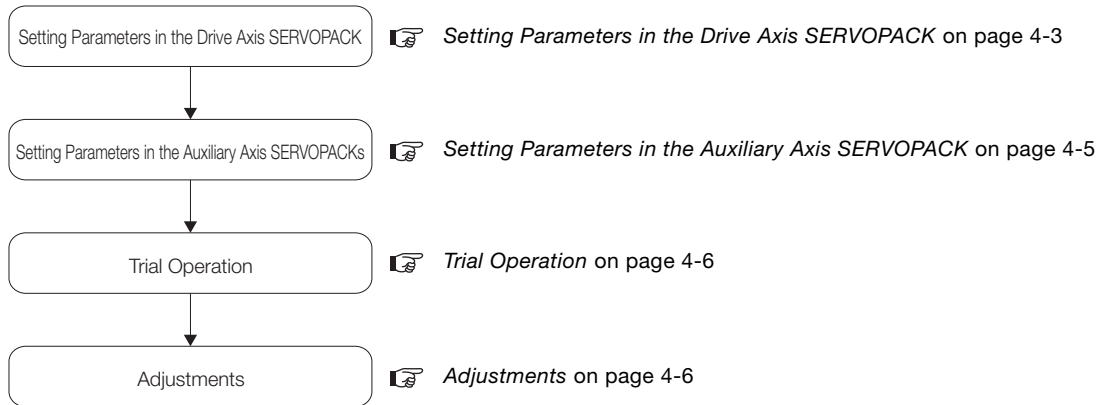 Setting Parameters in the Drive Axis SERVOPACK
Setting Parameters in the Drive Axis SERVOPACK on page 4-3
Setting Parameters in the Auxiliary Axis SERVOPACKs
Setting Parameters in the Auxiliary Axis SERVOPACK on page 4-5
Trial Operation
Trial Operation on page 4-6
Adjustments
Adjustments on page 4-6